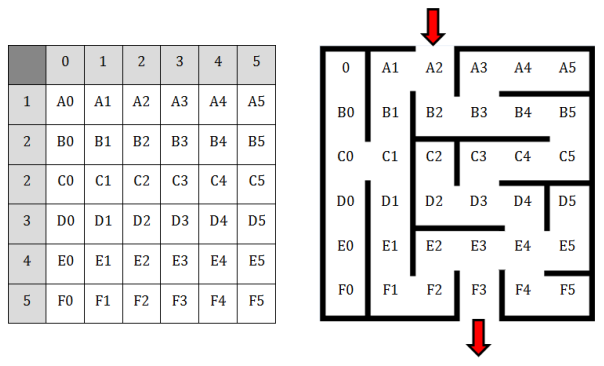 0 1 2 3 4 5
1 A0 A1 A2 A3 A4 A5
2 B0 B1 B2 B3 B4 B5
2 C0 C1 C2 C3 C4 C5
3 D0 D1 D2 D3 D4 D5
4 E0 E1 E2 E3 E4 E5
5 F0 F1 F2 F3 F4 F5
0 A1 A2 A3 A4 A5
B0 B1 B2 B3 B4 B5
C0 C1 C2 C3 C4 C5
D0 D1 D2 D3 D4 D5
E0 E1 E2 E3 E4 E5
F0 F1 F2 F3 F4 F5